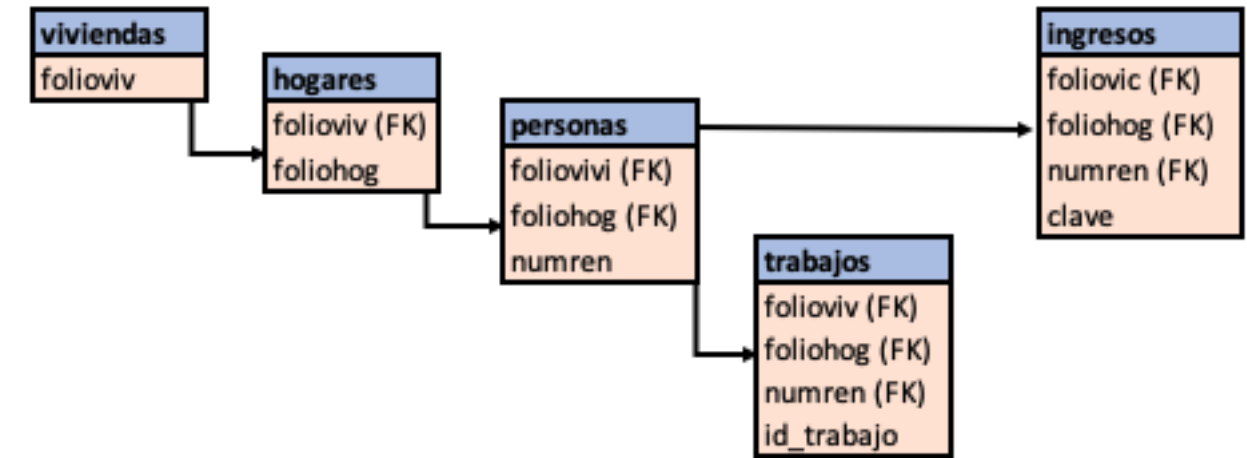 viviendas
folioviv
hogares
folioviv (FK)
foliohog
personas
foliovivi (FK)
foliohog (FK)
numren
trabajos
folioviv (FK)
foliohog (FK)
numren (FK)
id_trabajo
ingresos
foliovic (FK)
foliohog (FK)
numren (FK)
clave